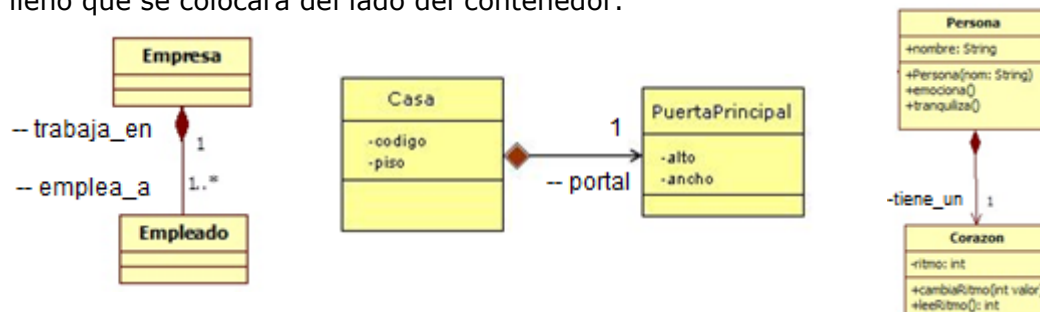 lleno que se colocará del lado del contenedor.
Empresa
-- trabaja_en
1
-- emplea_a
1..*
Empleado
Casa
-codigo
-piso
1
-- portal
PuertaPrincipal
-alto
-ancho
Persona
+nombre: String
+Persona(nom: String)
+emociona()
+tranquiliza()
-tiene_un
1
Corazon
-ritmo: int
+cambiaRitmo(int valor)
+leeRitmo(): int